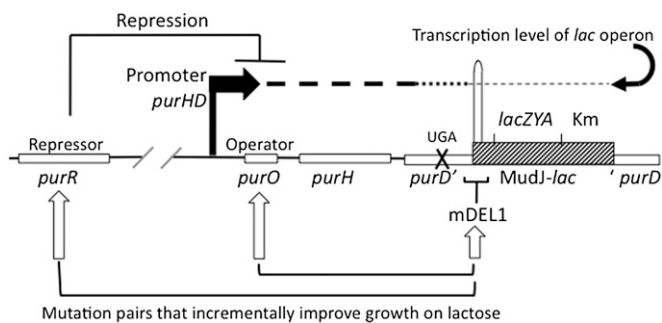 Repression
Transcription level of lac operon
Promoter
purHD
lacZYA Km
UGA
Repressor Operator
purR purO purH purD' MudJ-lac ‘ purD
mDEL1
Mutation pairs that incrementally improve growth on lactose